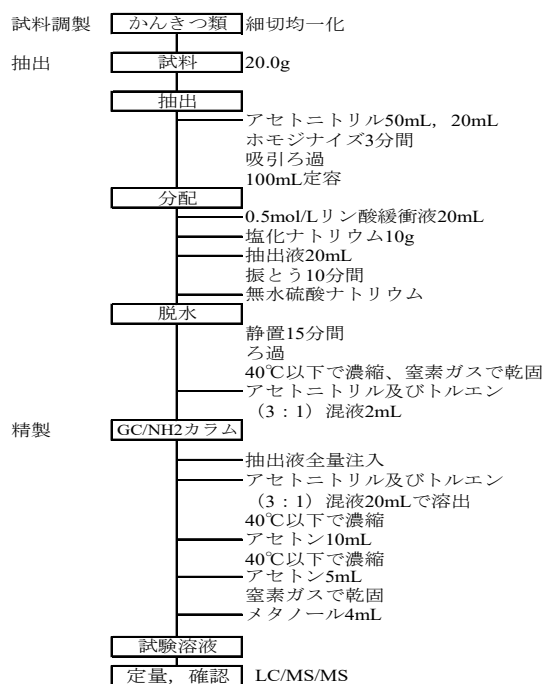 試料調製 かんきつ類 細切均一化
抽出 試料 20.0g
抽出
アセトニトリル50mL，20mL
ホモジナイズ3分間
吸引ろ過
100mL定容
分配
0.5mol/Lリン酸緩衝液20mL
塩化ナトリウム10g
抽出液20mL
振とう10分間
無水硫酸ナトリウム
脱水
静置15分間
ろ過
40℃以下で濃縮、窒素ガスで乾固
アセトニトリル及びトルエン
（3：1）混液2mL
精製 GC/NH2カラム
抽出液全量注入
アセトニトリル及びトルエン
（3：1）混液20mLで溶出
40℃以下で濃縮
アセトン10mL
40℃以下で濃縮
アセトン5mL
窒素ガスで乾固
メタノール4mL
試験溶液
定量，確認 LC/MS/MS